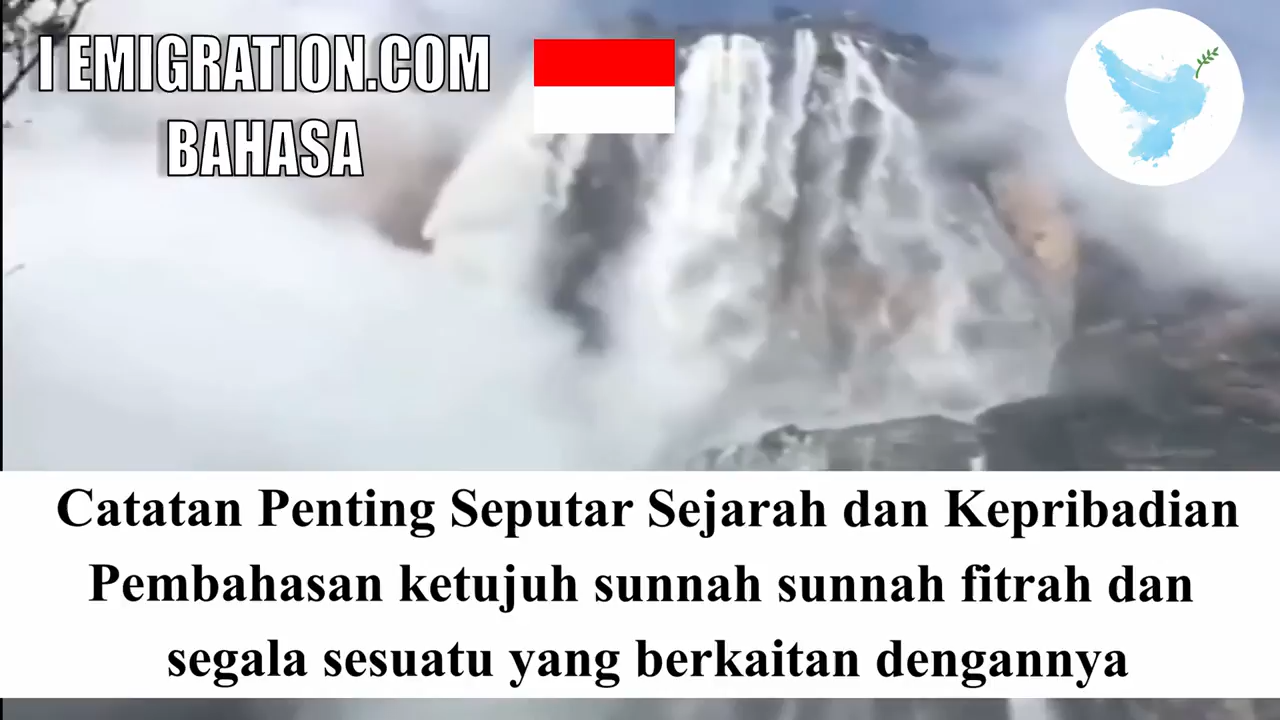 I EMIGRATION.COM
BAHASA
Catatan Penting Seputar Sejarah dan Kepribadian
Pembahasan ketujuh sunnah sunnah fitrah dan
segala sesuatu yang berkaitan dengannya